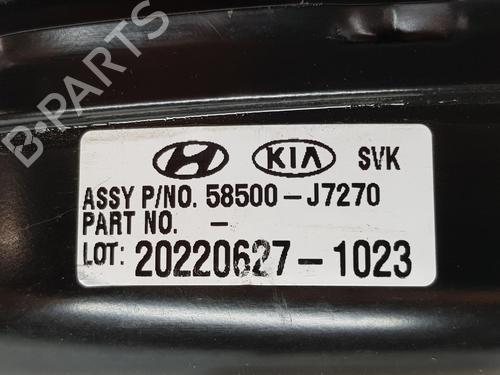 B-PARTS
KIA SVK
ASSY P/NO. 58500-J7270
PART NO. -
LOT: 20220627-1023